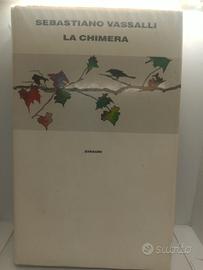 SEBASTIANO VASSALLI
LA CHIMERA
EINAUDI
subito